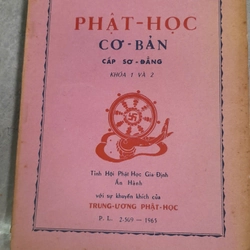 PHẬT-HỌC
CƠ-BẢN
CẤP SƠ-ĐẲNG
KHÓA 1 VÀ 2
Tỉnh Hội Phật Học Gia Định
Ấn Hành
với sự khuyến khích của
TRUNG-ƯƠNG PHẬT-HỌC
P. L. 2.509 — 1965